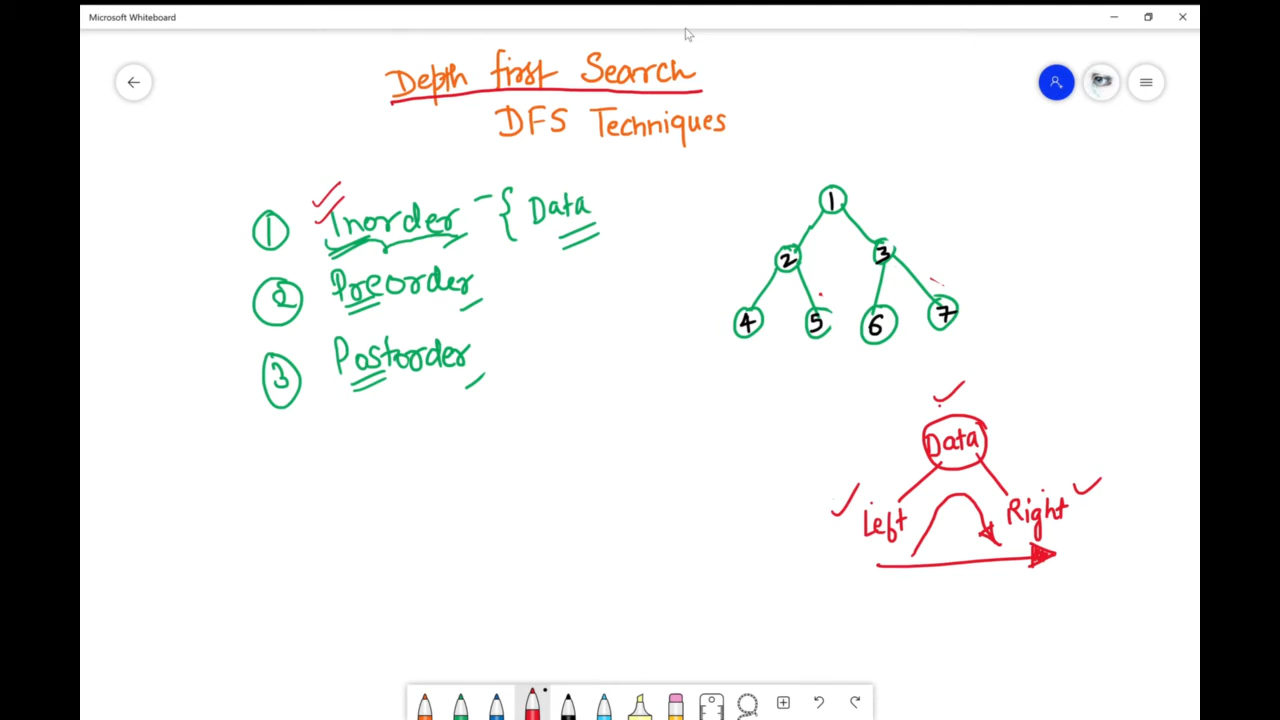 Microsoft Whiteboard
Depth first Search
DFS Techniques
1 Inorder - { Data
2 Preorder
3 Postorder
1
2 3
4 5 6 7
Data
Left Right